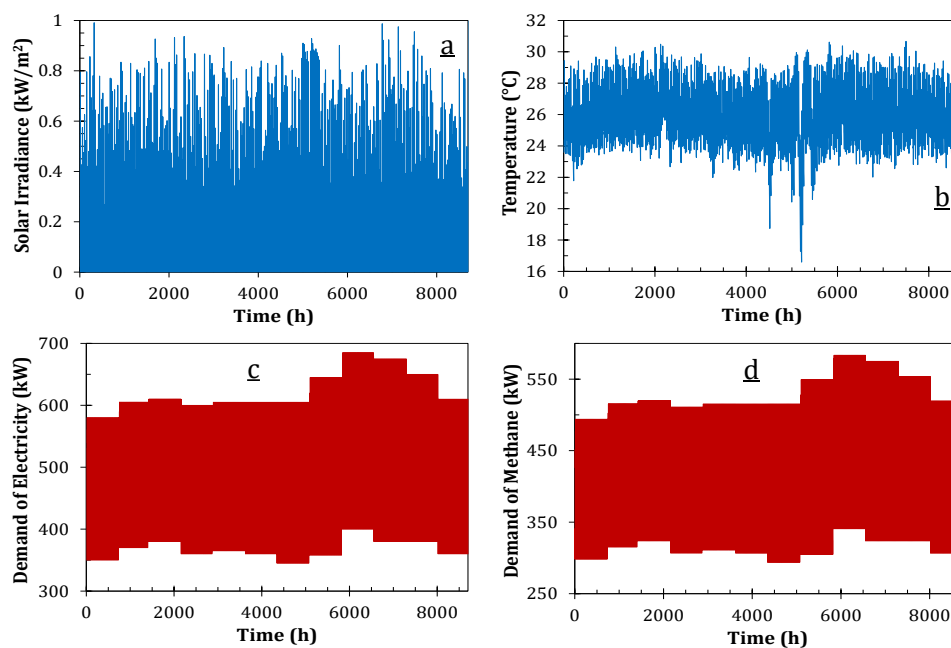 Solar Irradiance (kW/m²)
1
0.8
0.6
0.4
0.2
0
0 2000 4000 6000 8000
Time (h)
a
Temperature (°C)
32
30
28
26
24
22
20
18
16
0 2000 4000 6000 8000
Time (h)
b
Demand of Electricity (kW)
700
600
500
400
300
0 2000 4000 6000 8000
Time (h)
c
Demand of Methane (kW)
550
450
350
250
0 2000 4000 6000 8000
Time (h)
d